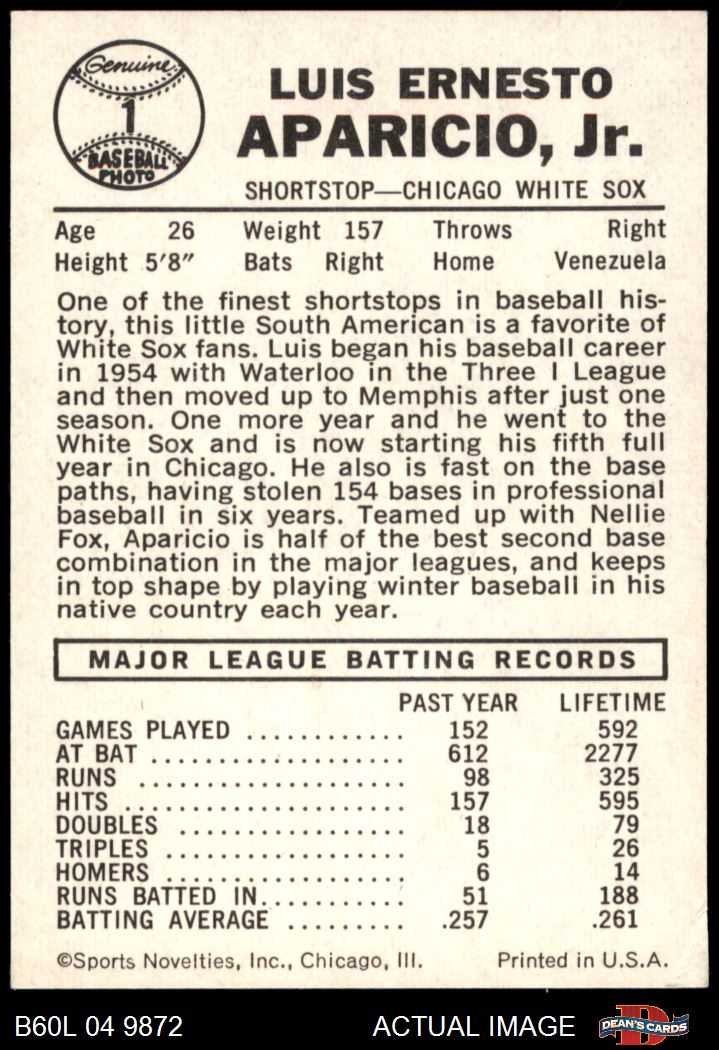 Genuine
1
BASEBALL
PHOTO
LUIS ERNESTO
APARICIO, Jr.
SHORTSTOP—CHICAGO WHITE SOX
Age 26 Weight 157 Throws Right
Height 5'8" Bats Right Home Venezuela
One of the finest shortstops in baseball his-
tory, this little South American is a favorite of
White Sox fans. Luis began his baseball career
in 1954 with Waterloo in the Three I League
and then moved up to Memphis after just one
season. One more year and he went to the
White Sox and is now starting his fifth full
year in Chicago. He also is fast on the base
paths, having stolen 154 bases in professional
baseball in six years. Teamed up with Nellie
Fox, Aparicio is half of the best second base
combination in the major leagues, and keeps
in top shape by playing winter baseball in his
native country each year.
MAJOR LEAGUE BATTING RECORDS
PAST YEAR LIFETIME
GAMES PLAYED ............ 152 592
AT BAT .................... 612 2277
RUNS ..................... 98 325
HITS ...................... 157 595
DOUBLES .................. 18 79
TRIPLES ................... 5 26
HOMERS ................... 6 14
RUNS BATTED IN........... 51 188
BATTING AVERAGE ......... .257 .261
©Sports Novelties, Inc., Chicago, Ill. Printed in U.S.A.
B60L 04 9872 ACTUAL IMAGE D DEAN'S CARDS